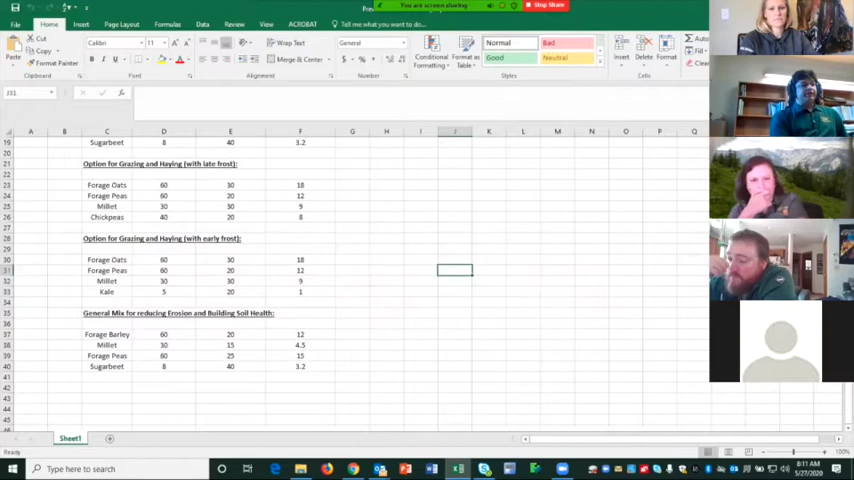 You are screen sharing
Stop Share
File Home Insert Page Layout Formulas Data Review View ACROBAT Tell me what you want to do...
Paste
Cut
Copy
Format Painter
Calibri 11
B I U
Wrap Text
Merge & Center
General
$ %
Conditional Formatting
Format as Table
Normal Bad
Good Neutral
Insert Delete Format
Fill
Clipboard Font Alignment Number Styles Cells
J31 fx
A B C D E F G H I J K L M N O P Q
19 Sugarbeet 8 40 3.2
20
21 Option for Grazing and Haying (with late frost):
22
23 Forage Oats 60 30 18
24 Forage Peas 60 20 12
25 Millet 30 30 9
26 Chickpeas 40 20 8
27
28 Option for Grazing and Haying (with early frost):
29
30 Forage Oats 60 30 18
31 Forage Peas 60 20 12
32 Millet 30 30 9
33 Kale 5 20 1
34
35 General Mix for reducing Erosion and Building Soil Health:
36
37 Forage Barley 60 20 12
38 Millet 30 15 4.5
39 Forage Peas 60 25 15
40 Sugarbeet 8 40 3.2
41
42
43
44
45
Sheet1
Ready 100%
Type here to search
8:11 AM
5/27/2020